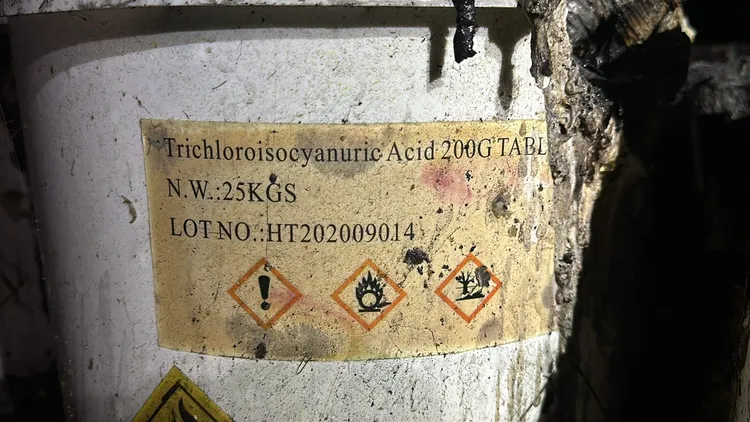 Trichloroisocyanuric Acid 200G TABL
N.W.:25KGS
LOT NO.:HT202009014